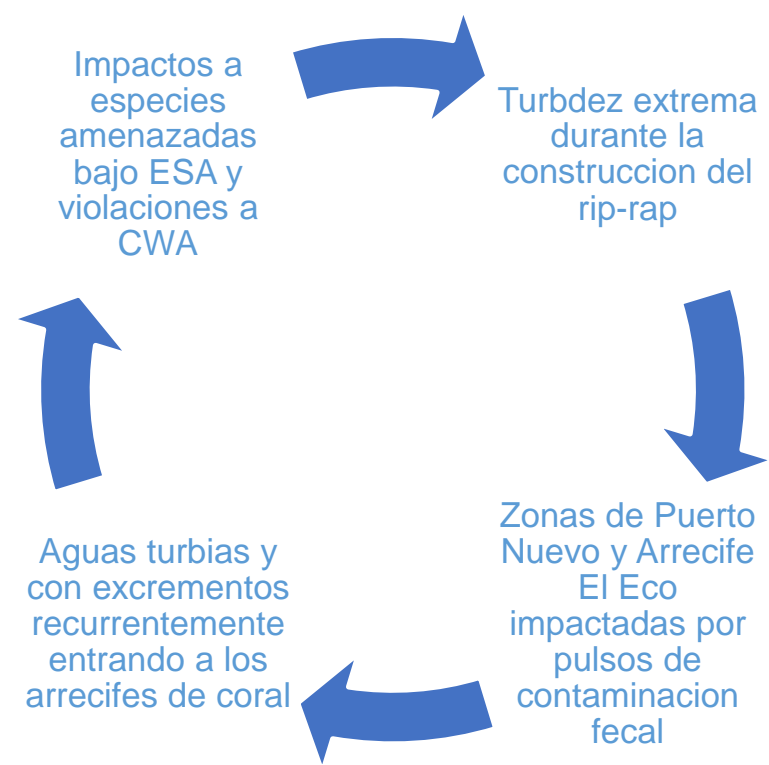 Impactos a
especies
amenazadas
bajo ESA y
violaciones a
CWA
Turbdez extrema
durante la
construccion del
rip-rap
Zonas de Puerto
Nuevo y Arrecife
El Eco
impactadas por
pulsos de
contaminacion
fecal
Aguas turbias y
con excrementos
recurrentemente
entrando a los
arrecifes de coral